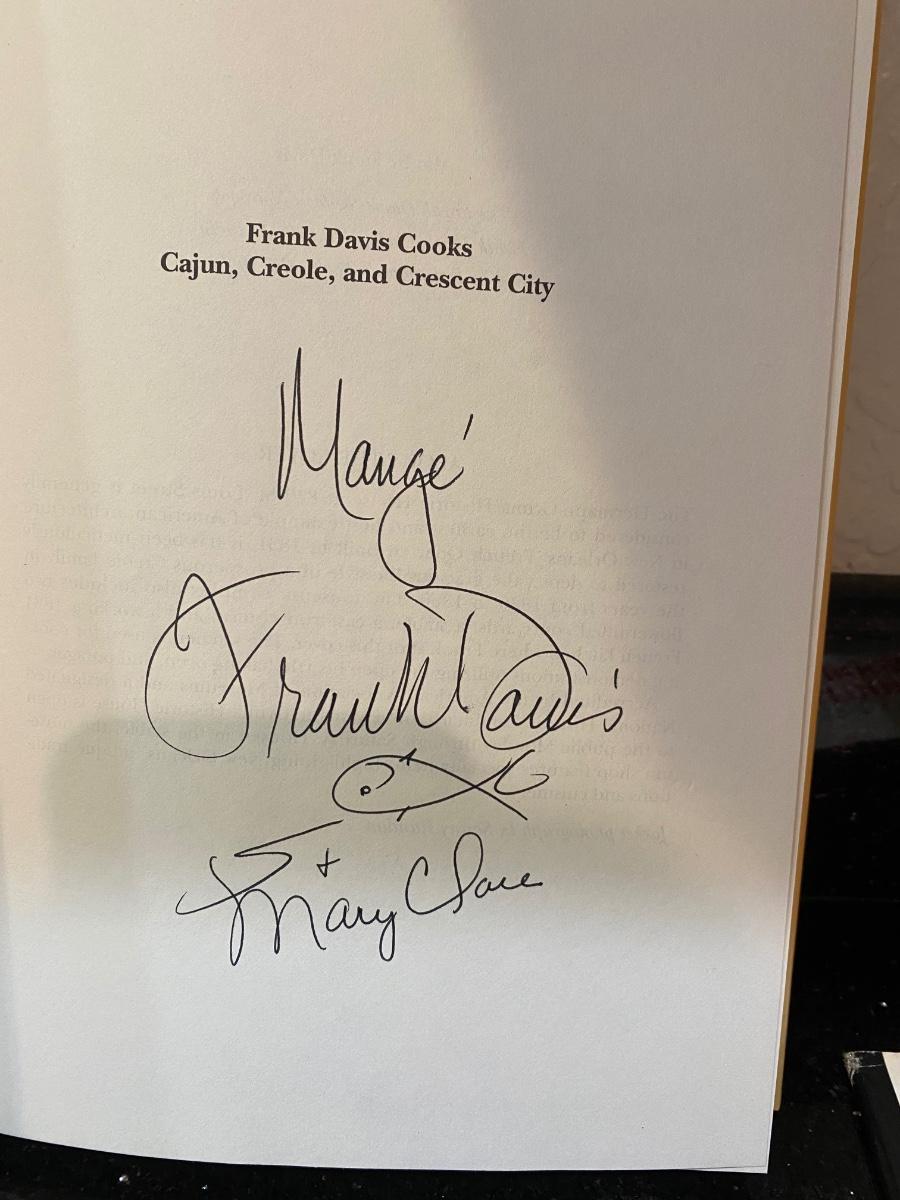 Frank Davis Cooks
Cajun, Creole, and Crescent City
Mangé
Frank Davis
+
Mary Clare